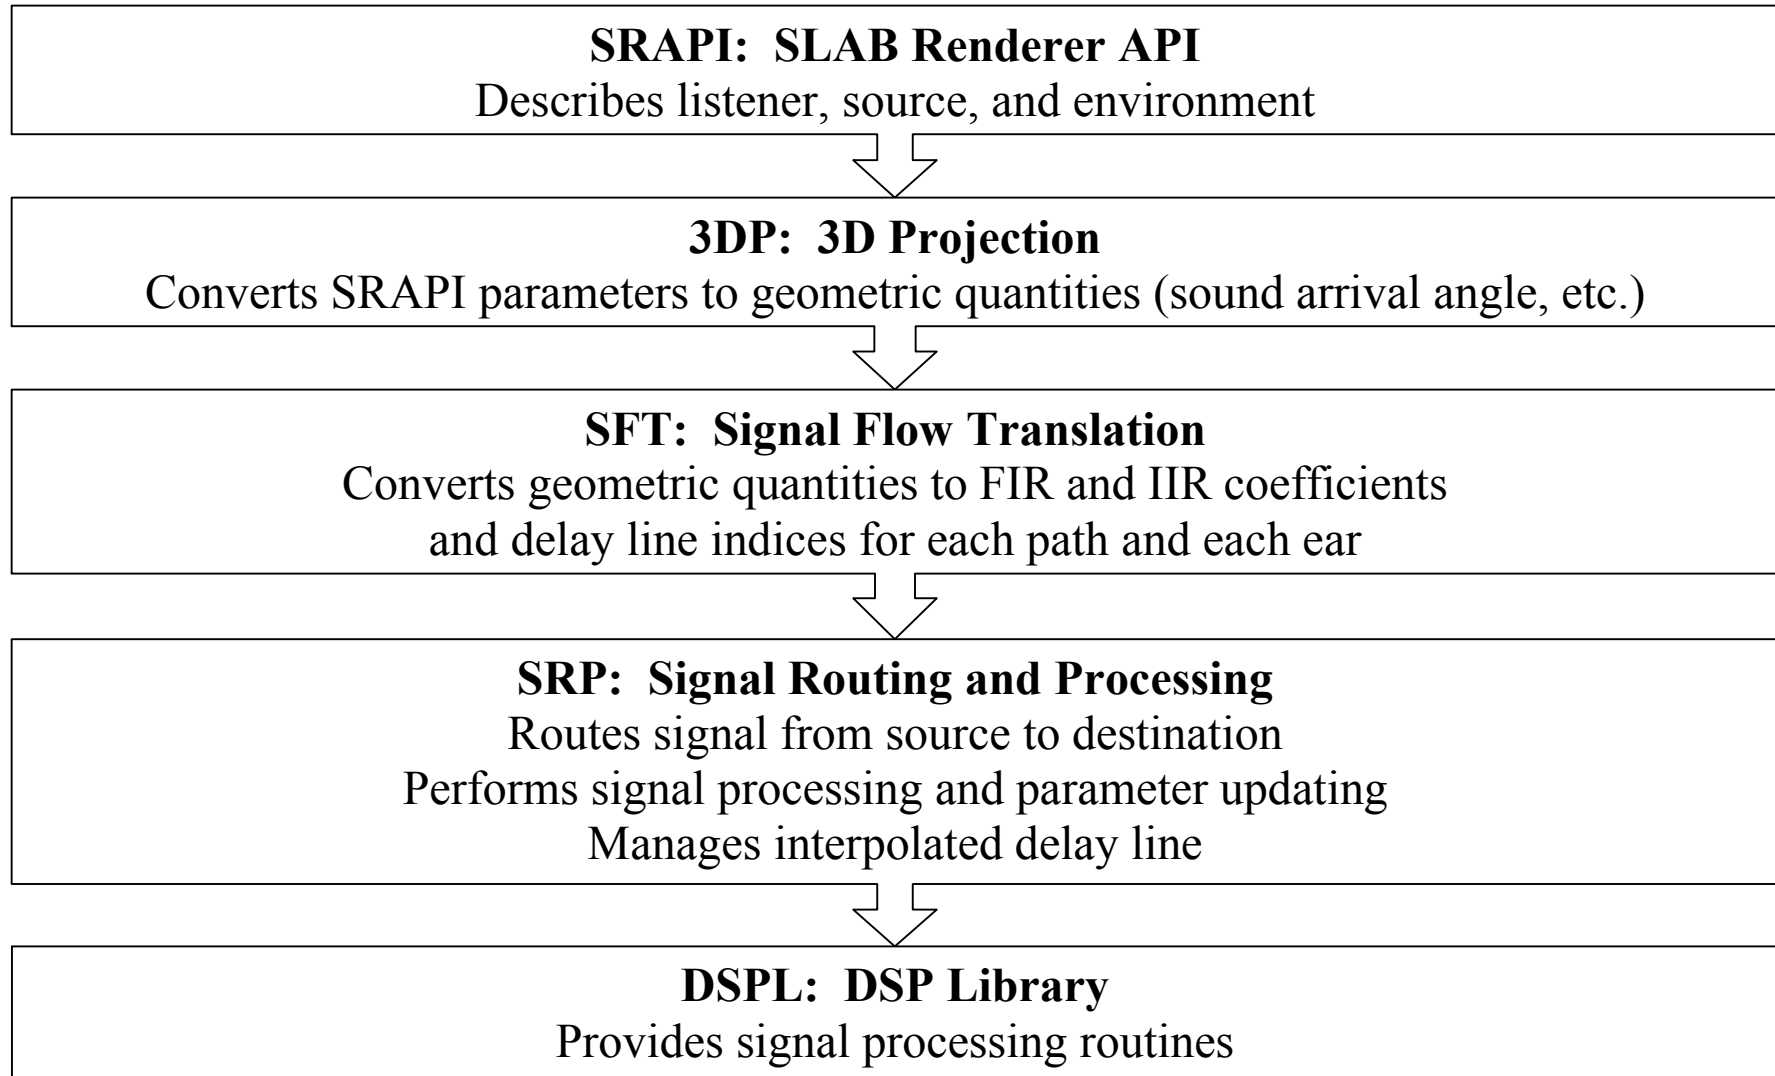 SRAPI: SLAB Renderer API
Describes listener, source, and environment
3DP: 3D Projection
Converts SRAPI parameters to geometric quantities (sound arrival angle, etc.)
SFT: Signal Flow Translation
Converts geometric quantities to FIR and IIR coefficients
and delay line indices for each path and each ear
SRP: Signal Routing and Processing
Routes signal from source to destination
Performs signal processing and parameter updating
Manages interpolated delay line
DSPL: DSP Library
Provides signal processing routines